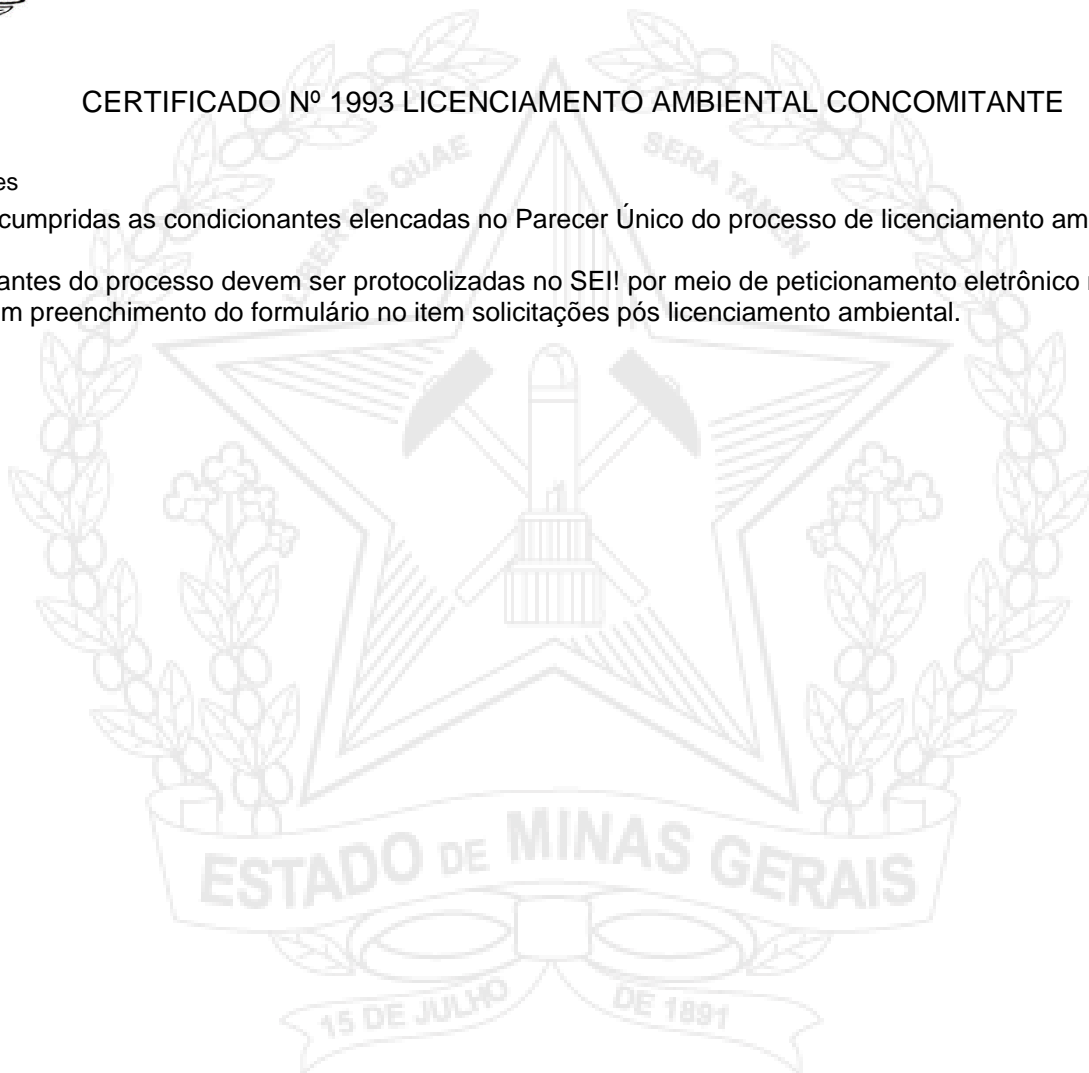 CERTIFICADO Nº 1993 LICENCIAMENTO AMBIENTAL CONCOMITANTE
es
cumpridas as condicionantes elencadas no Parecer Único do processo de licenciamento am
antes do processo devem ser protocolizadas no SEI! por meio de peticionamento eletrônico
m preenchimento do formulário no item solicitações pós licenciamento ambiental.
LIBERTAS QUAE SERA TAMEN
ESTADO DE MINAS GERAIS
15 DE JULHO DE 1891